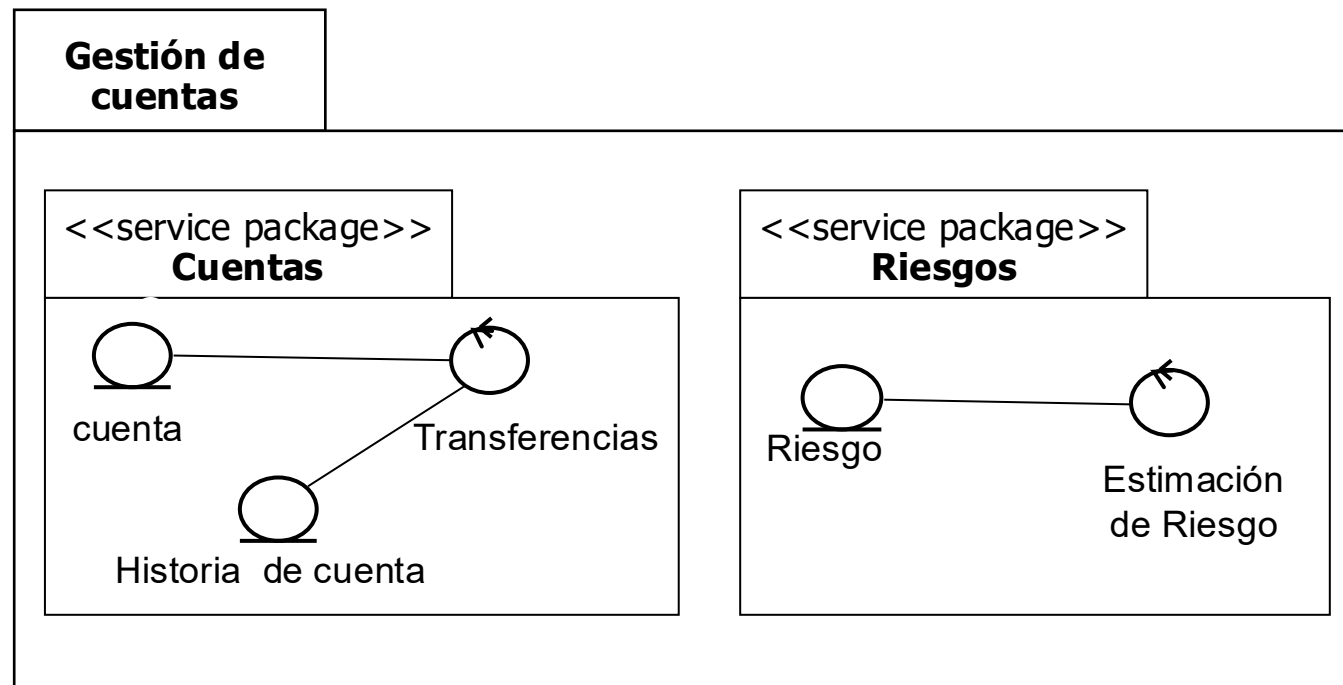 Gestión de
cuentas
<<service package>>
Cuentas
<<service package>>
Riesgos
cuenta
Transferencias
Historia de cuenta
Riesgo
Estimación
de Riesgo